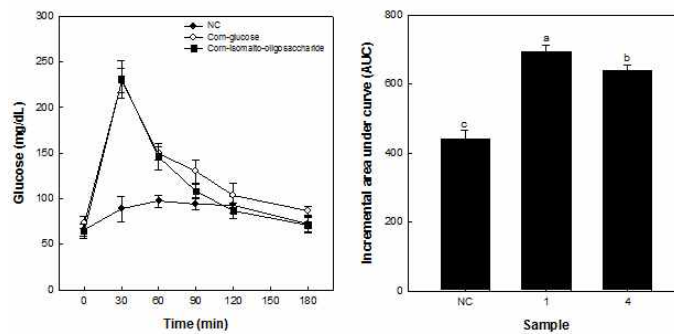 NC
Corn-glucose
Corn-isomalto-oligosaccharide
300
250
200
150
100
50
0
Glucose (mg/dL)
0 30 60 90 120 180
Time (min)
a
b
c
800
600
400
200
0
Incremental area under curve (AUC)
NC 1 4
Sample